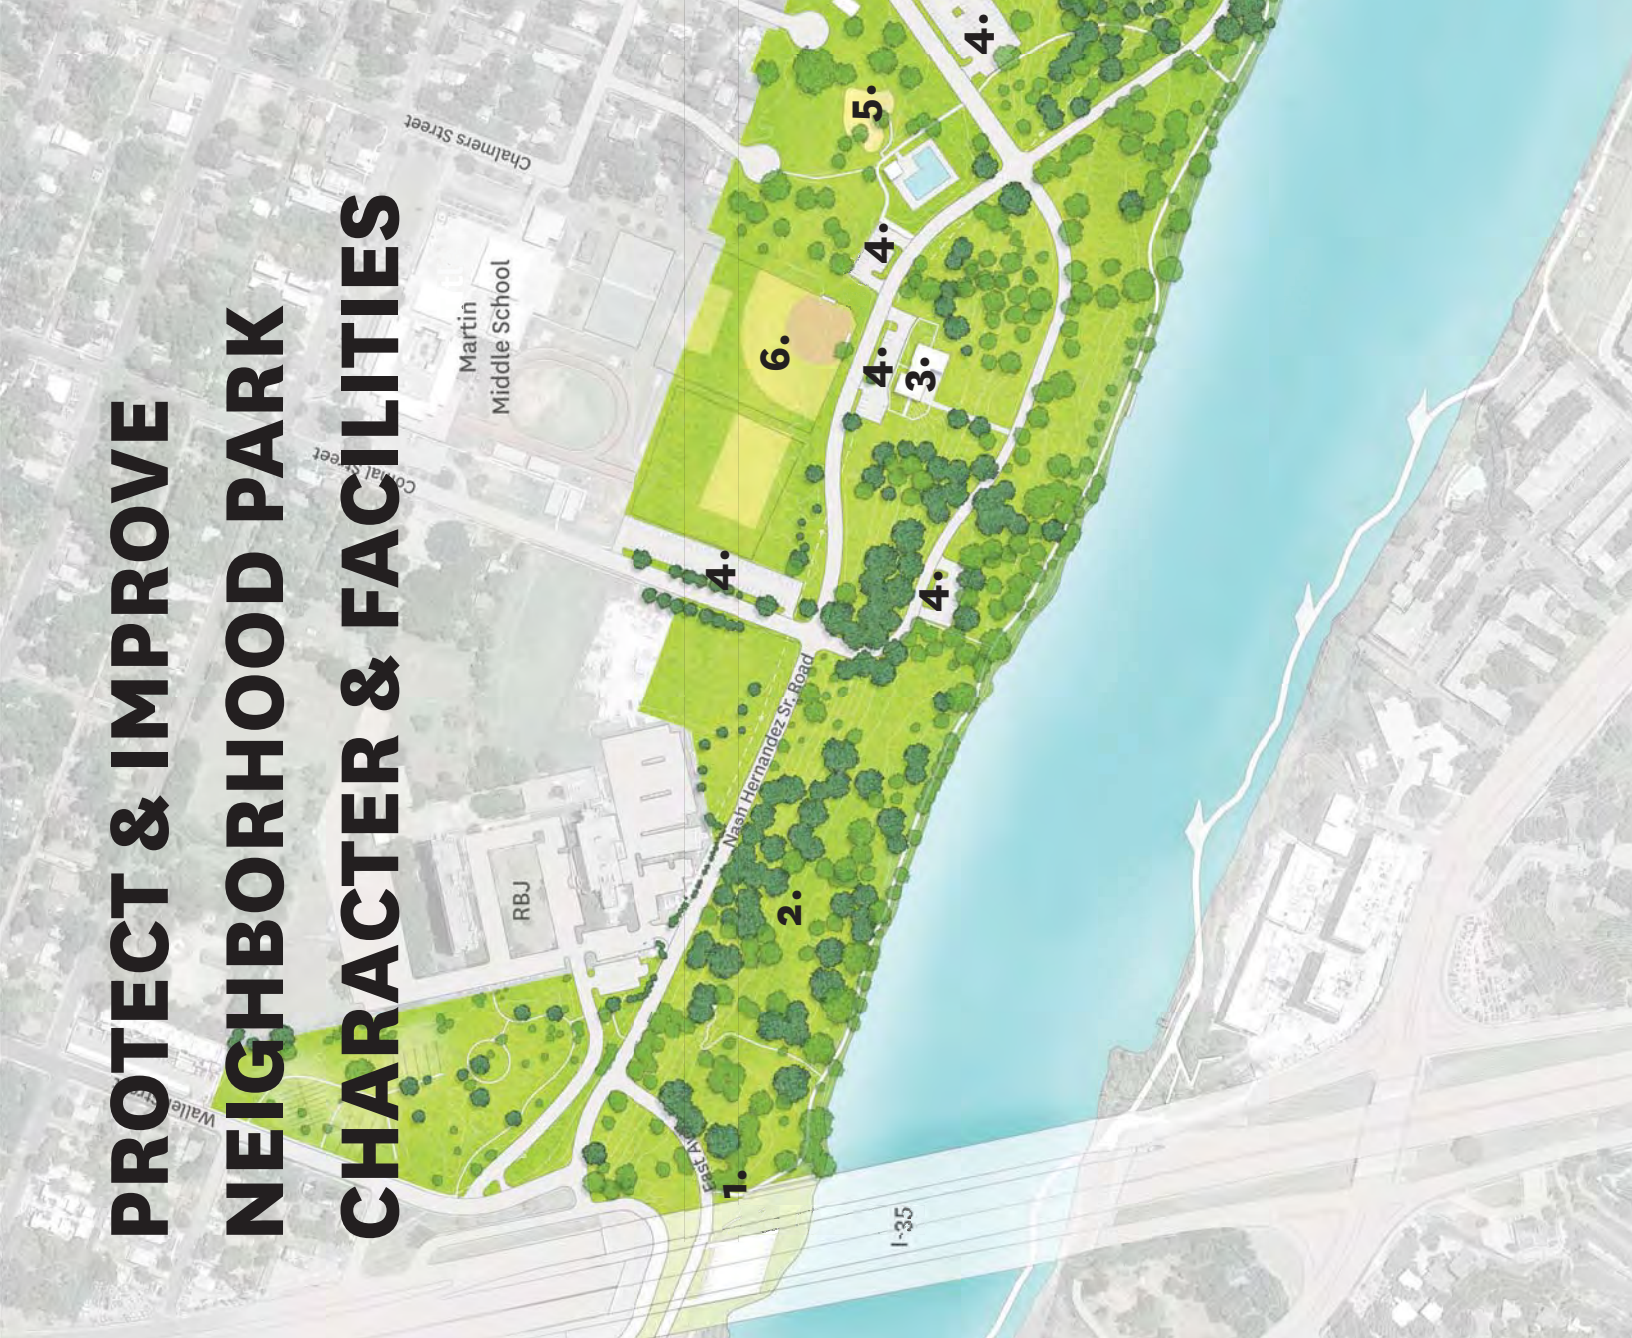 PROTECT & IMPROVE
NEIGHBORHOOD PARK
CHARACTER & FACILITIES
Chalmers Street
Martin
Middle School
Comal Street
RBJ
Nash Hernandez Sr. Road
East Av
I-35
1.
2.
3.
4.
4.
4.
4.
4.
5.
6.